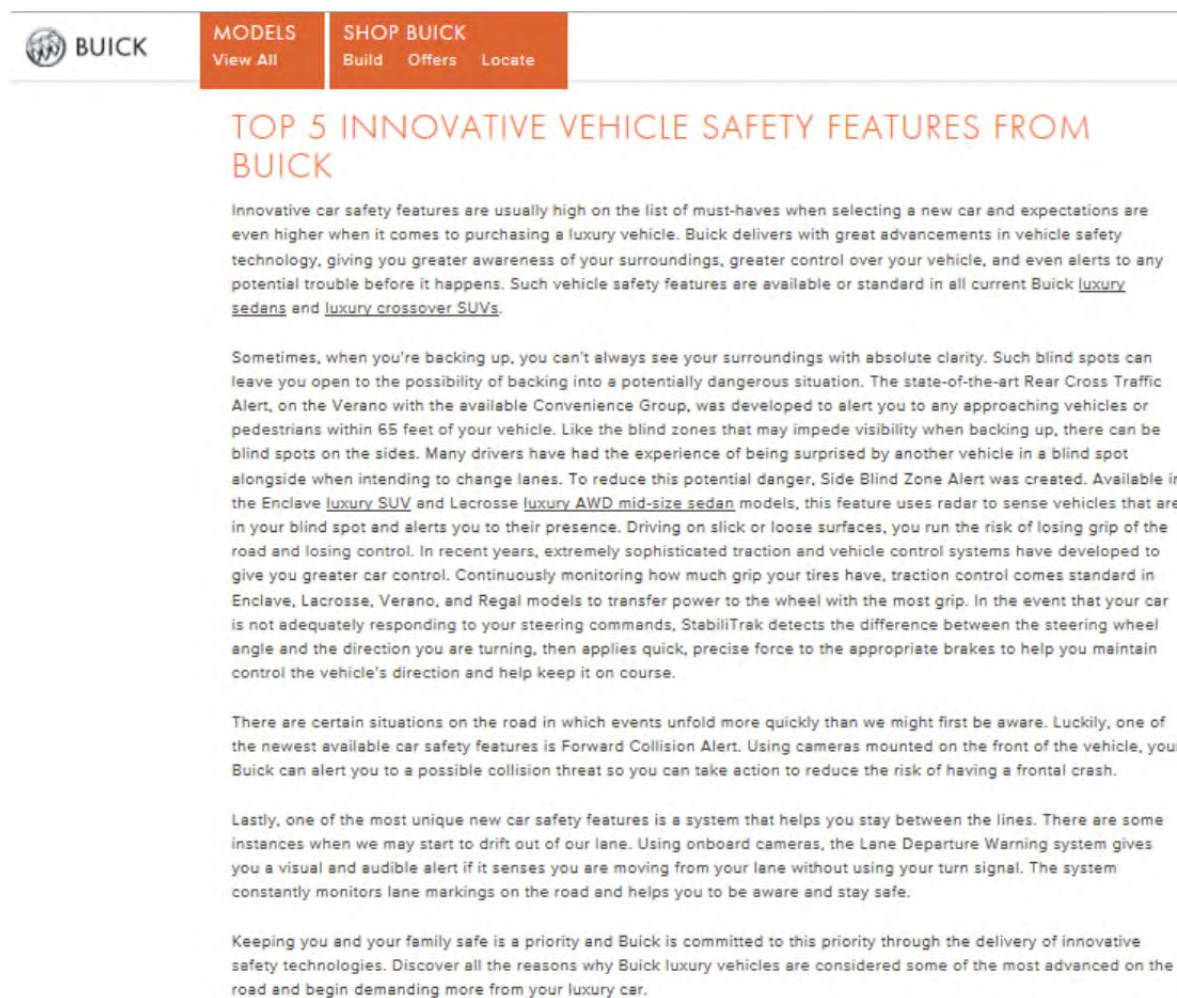 BUICK
MODELS
View All
SHOP BUICK
Build Offers Locate
TOP 5 INNOVATIVE VEHICLE SAFETY FEATURES FROM
BUICK
Innovative car safety features are usually high on the list of must-haves when selecting a new car and expectations are
even higher when it comes to purchasing a luxury vehicle. Buick delivers with great advancements in vehicle safety
technology, giving you greater awareness of your surroundings, greater control over your vehicle, and even alerts to any
potential trouble before it happens. Such vehicle safety features are available or standard in all current Buick luxury
sedans and luxury crossover SUVs.
Sometimes, when you're backing up, you can't always see your surroundings with absolute clarity. Such blind spots can
leave you open to the possibility of backing into a potentially dangerous situation. The state-of-the-art Rear Cross Traffic
Alert, on the Verano with the available Convenience Group, was developed to alert you to any approaching vehicles or
pedestrians within 65 feet of your vehicle. Like the blind zones that may impede visibility when backing up, there can be
blind spots on the sides. Many drivers have had the experience of being surprised by another vehicle in a blind spot
alongside when intending to change lanes. To reduce this potential danger, Side Blind Zone Alert was created. Available in
the Enclave luxury SUV and Lacrosse luxury AWD mid-size sedan models, this feature uses radar to sense vehicles that are
in your blind spot and alerts you to their presence. Driving on slick or loose surfaces, you run the risk of losing grip of the
road and losing control. In recent years, extremely sophisticated traction and vehicle control systems have developed to
give you greater car control. Continuously monitoring how much grip your tires have, traction control comes standard in
Enclave, Lacrosse, Verano, and Regal models to transfer power to the wheel with the most grip. In the event that your car
is not adequately responding to your steering commands, StabiliTrak detects the difference between the steering wheel
angle and the direction you are turning, then applies quick, precise force to the appropriate brakes to help you maintain
control the vehicle's direction and help keep it on course.
There are certain situations on the road in which events unfold more quickly than we might first be aware. Luckily, one of
the newest available car safety features is Forward Collision Alert. Using cameras mounted on the front of the vehicle, your
Buick can alert you to a possible collision threat so you can take action to reduce the risk of having a frontal crash.
Lastly, one of the most unique new car safety features is a system that helps you stay between the lines. There are some
instances when we may start to drift out of our lane. Using onboard cameras, the Lane Departure Warning system gives
you a visual and audible alert if it senses you are moving from your lane without using your turn signal. The system
constantly monitors lane markings on the road and helps you to be aware and stay safe.
Keeping you and your family safe is a priority and Buick is committed to this priority through the delivery of innovative
safety technologies. Discover all the reasons why Buick luxury vehicles are considered some of the most advanced on the
road and begin demanding more from your luxury car.